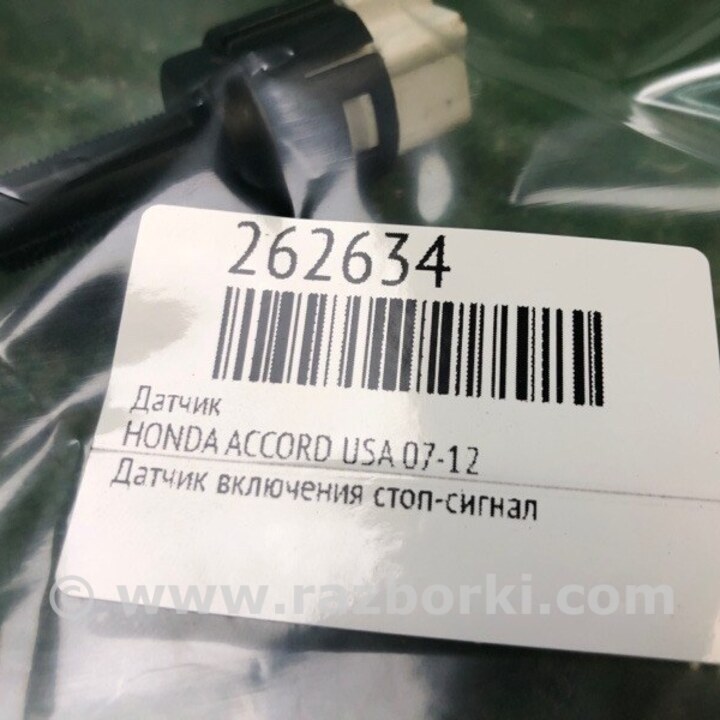 262634
Датчик
HONDA ACCORD USA 07-12
Датчик включения стоп-сигнал
© www.razborki.com